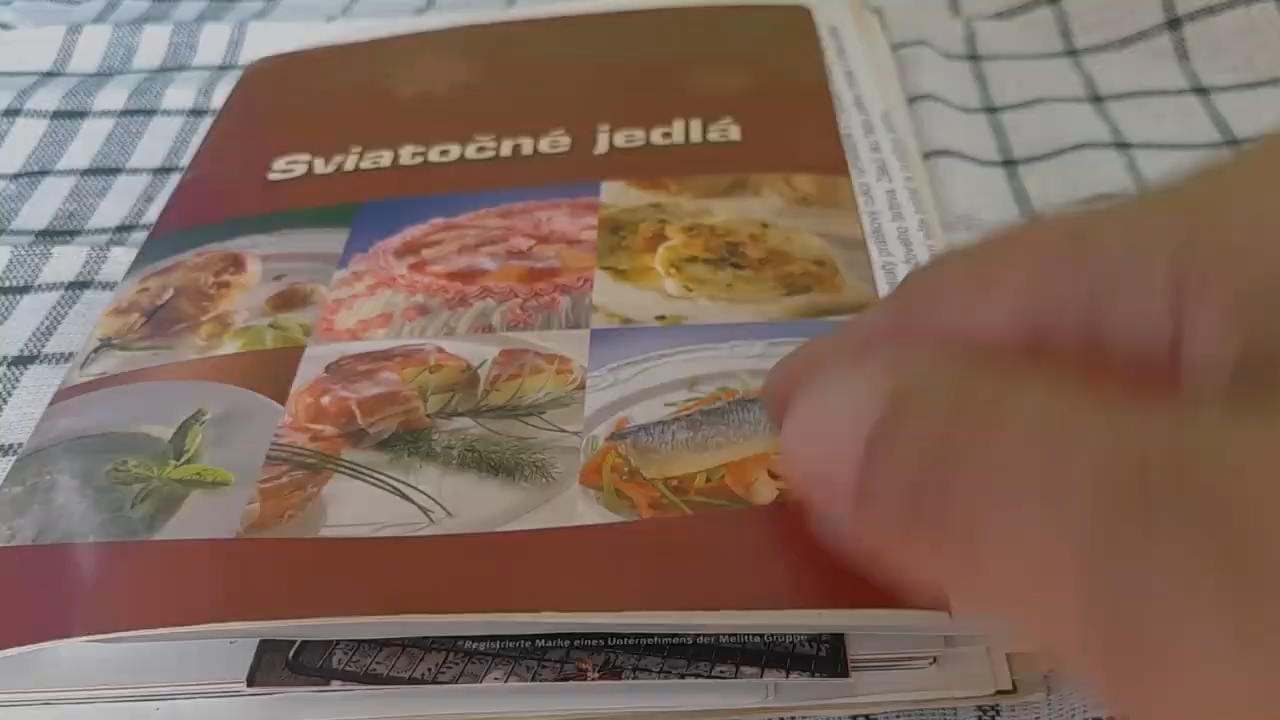 Sviatočné jedlá
*Registrierte Marke eines Unternehmens der Melitta Gruppe